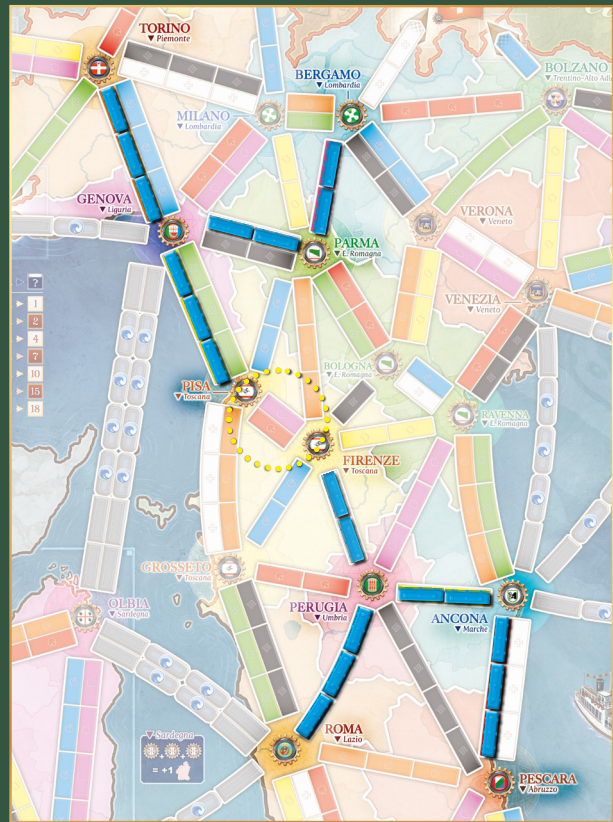 TORINO
▼ Piemonte
BERGAMO
▼ Lombardia
BOLZANO
▼ Trentino-Alto Adi
MILANO
▼ Lombardia
GENOVA
▼ Liguria
VERONA
▼ Veneto
PARMA
▼ E. Romagna
?
VENEZIA
▼ Veneto
1
2
4
7
10
15
18
BOLOGNA
▼ E. Romagna
PISA
▼ Toscana
RAVENNA
▼ E. Romagna
FIRENZE
▼ Toscana
GROSSETO
▼ Toscana
OLBIA
▼ Sardegna
PERUGIA
▼ Umbria
ANCONA
▼ Marche
ROMA
▼ Lazio
▼ Sardegna
+ +
= +1
PESCARA
▼ Abruzzo